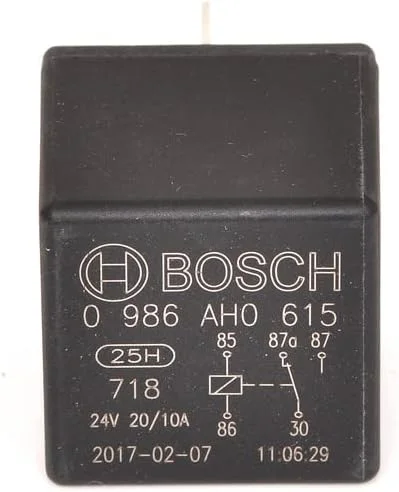 BOSCH
0 986 AH0 615
25H
85 87a 87
718
24V 20/10A
86 30
2017-02-07 11:06:29